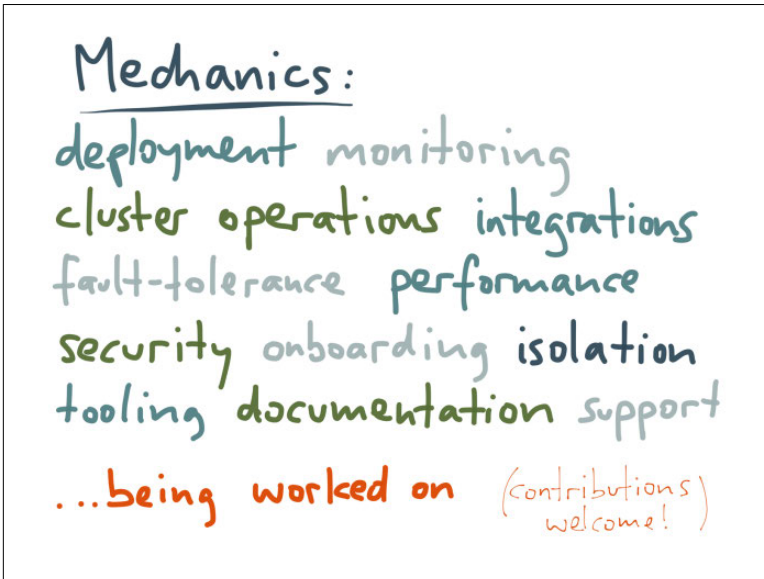 Mechanics:
deployment monitoring
cluster operations integrations
fault-tolerance performance
security onboarding isolation
tooling documentation support
...being worked on (contributions
welcome!)